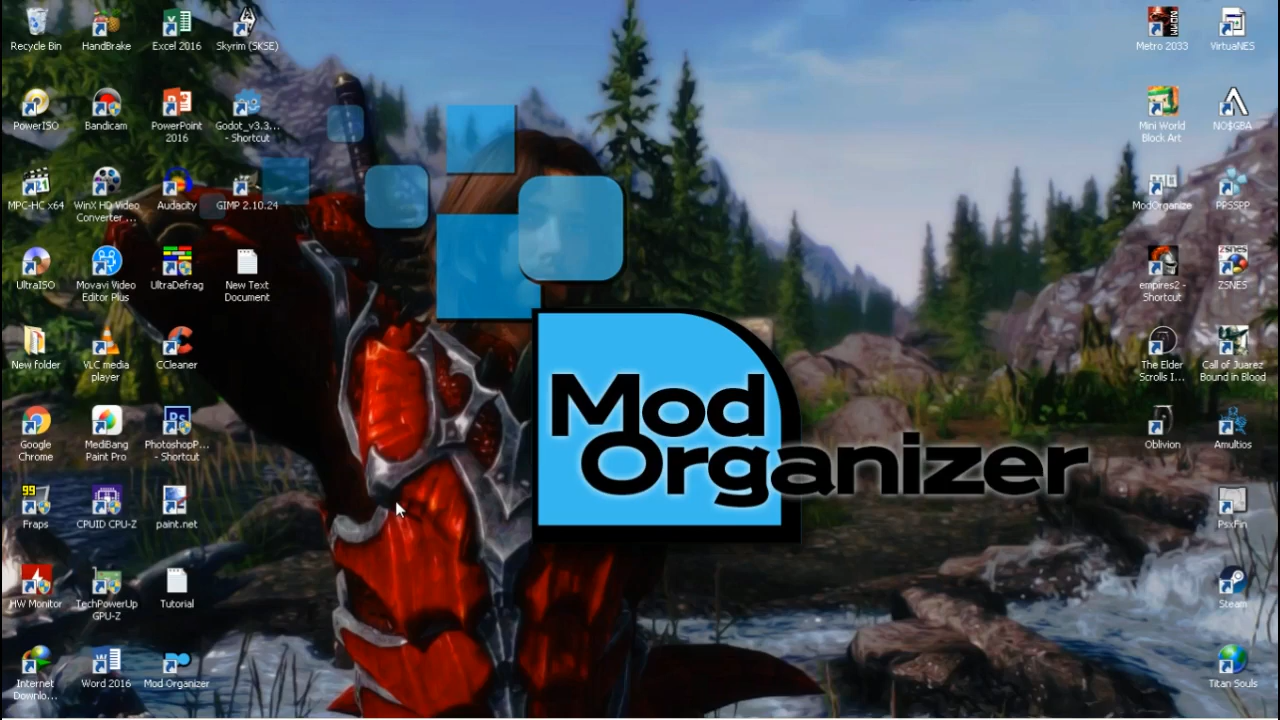 Recycle Bin
HandBrake
Excel 2016
Skyrim (SKSE)
Metro 2033
VirtuaNES
PowerISO
Bandicam
PowerPoint
2016
Godot_v3.3...
- Shortcut
Mini World
Block Art
NO$GBA
MPC-HC x64
WinX HD Video
Converter ...
Audacity
GIMP 2.10.24
ModOrganize
PPSSPP
UltraISO
Movavi Video
Editor Plus
UltraDefrag
New Text
Document
empires2 -
Shortcut
ZSNES
New folder
VLC media
player
CCleaner
The Elder
Scrolls I...
Call of Juarez
Bound in Blood
Mod
Organizer
Google
Chrome
MediBang
Paint Pro
PhotoshopP...
- Shortcut
Oblivion
Amultios
Fraps
CPUID CPU-Z
paint.net
PsxFin
HW Monitor
TechPowerUp
GPU-Z
Tutorial
Steam
Internet
Downlo...
Word 2016
Mod Organizer
Titan Souls